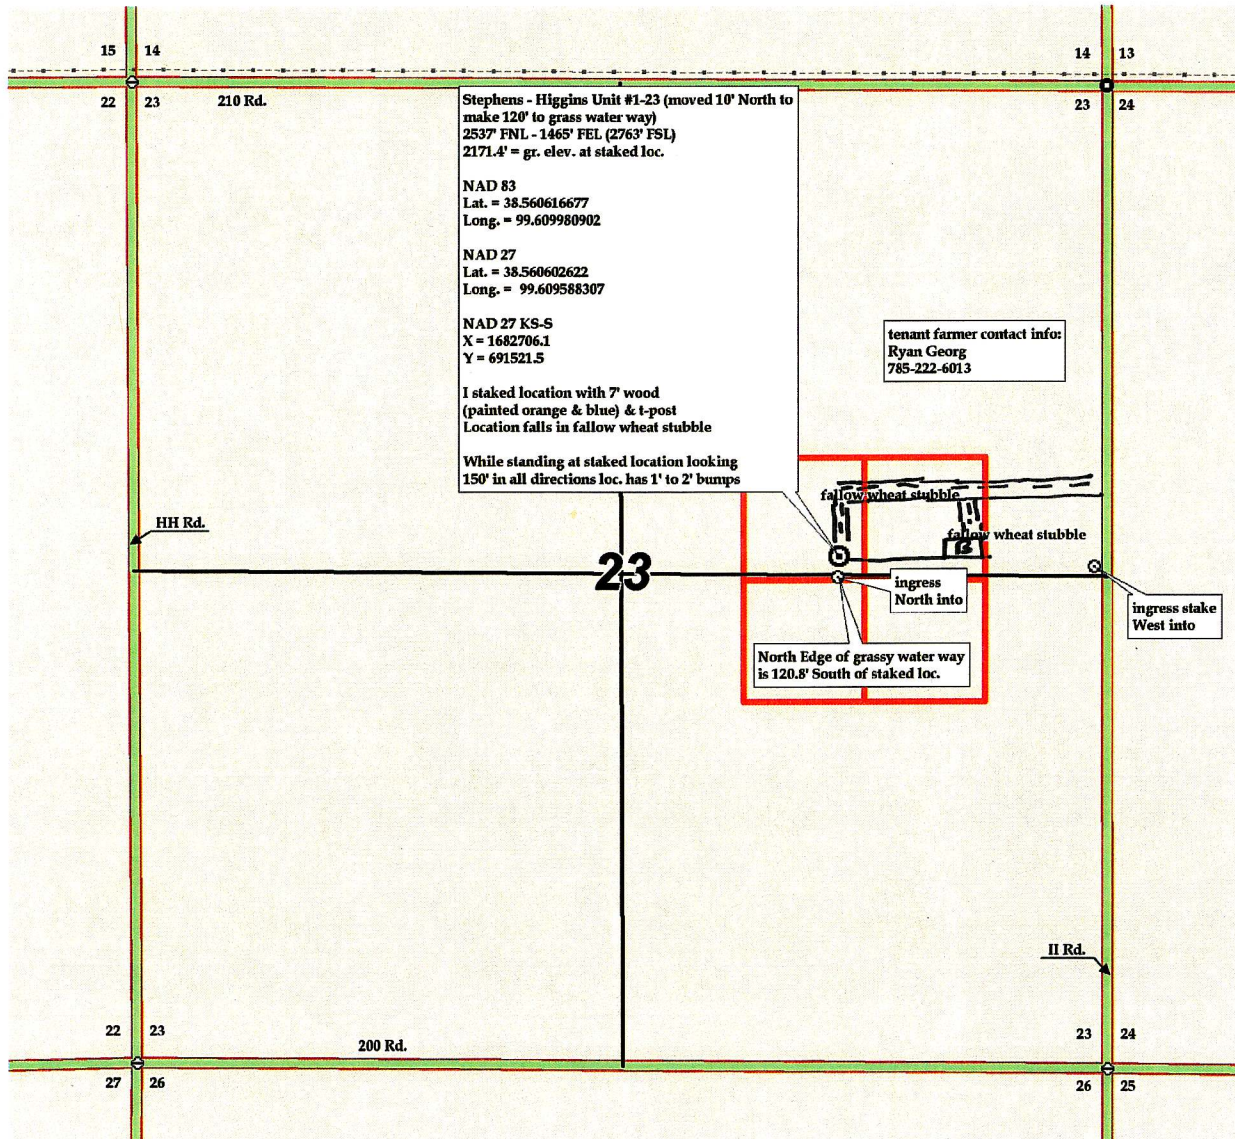 15 14
14 13
22 23
210 Rd.
23 24
Stephens - Higgins Unit #1-23 (moved 10' North to
make 120' to grass water way)
2537' FNL - 1465' FEL (2763' FSL)
2171.4' = gr. elev. at staked loc.
NAD 83
Lat. = 38.560616677
Long. = 99.609980902
NAD 27
Lat. = 38.560602622
Long. = 99.609588307
NAD 27 KS-S
X = 1682706.1
Y = 691521.5
I staked location with 7' wood
(painted orange & blue) & t-post
Location falls in fallow wheat stubble
While standing at staked location looking
150' in all directions loc. has 1' to 2' bumps
tenant farmer contact info:
Ryan Georg
785-222-6013
fallow wheat stubble
HH Rd.
fallow wheat stubble
B
23
ingress
North into
ingress stake
West into
North Edge of grassy water way
is 120.8' South of staked loc.
II Rd.
22 23
200 Rd.
23 24
27 26
26 25